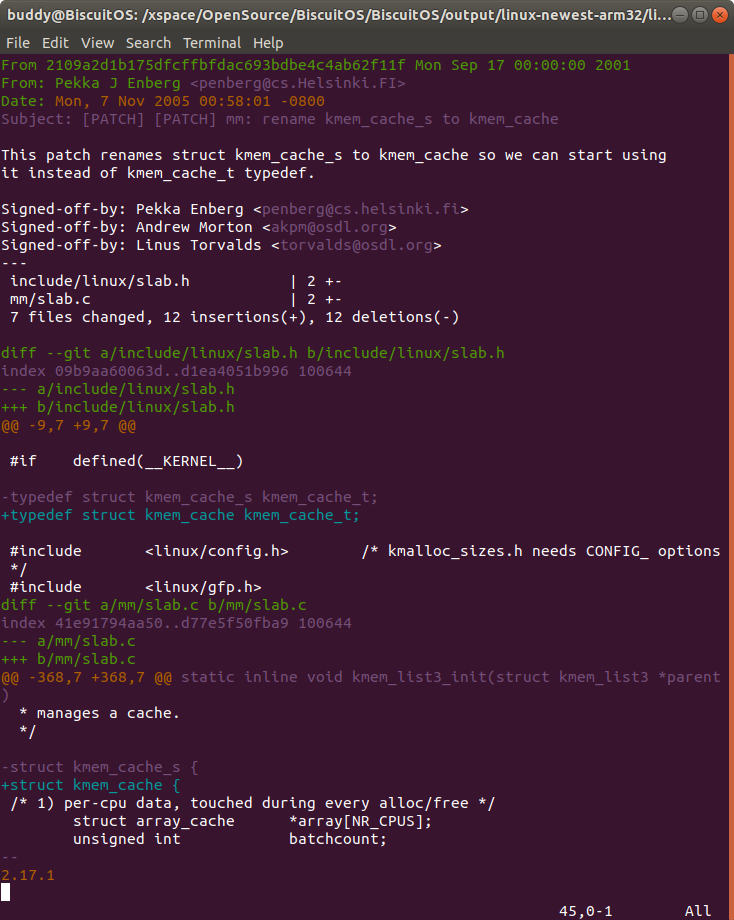 buddy@BiscuitOS: /xspace/OpenSource/BiscuitOS/BiscuitOS/output/linux-newest-arm32/li...
File Edit View Search Terminal Help
From 2109a2d1b175dfcffbfdac693bdbe4c4ab62f11f Mon Sep 17 00:00:00 2001
From: Pekka J Enberg <penberg@cs.Helsinki.FI>
Date: Mon, 7 Nov 2005 00:58:01 -0800
Subject: [PATCH] [PATCH] mm: rename kmem_cache_s to kmem_cache
This patch renames struct kmem_cache_s to kmem_cache so we can start using
it instead of kmem_cache_t typedef.
Signed-off-by: Pekka Enberg <penberg@cs.helsinki.fi>
Signed-off-by: Andrew Morton <akpm@osdl.org>
Signed-off-by: Linus Torvalds <torvalds@osdl.org>
---
 include/linux/slab.h           | 2 +-
 mm/slab.c                      | 2 +-
 7 files changed, 12 insertions(+), 12 deletions(-)
diff --git a/include/linux/slab.h b/include/linux/slab.h
index 09b9aa60063d..d1ea4051b996 100644
--- a/include/linux/slab.h
+++ b/include/linux/slab.h
@@ -9,7 +9,7 @@
 #if    defined(__KERNEL__)
-typedef struct kmem_cache_s kmem_cache_t;
+typedef struct kmem_cache kmem_cache_t;
 #include       <linux/config.h>        /* kmalloc_sizes.h needs CONFIG_ options
 */
 #include       <linux/gfp.h>
diff --git a/mm/slab.c b/mm/slab.c
index 41e91794aa50..d77e5f50fba9 100644
--- a/mm/slab.c
+++ b/mm/slab.c
@@ -368,7 +368,7 @@ static inline void kmem_list3_init(struct kmem_list3 *parent
)
  * manages a cache.
  */
-struct kmem_cache_s {
+struct kmem_cache {
 /* 1) per-cpu data, touched during every alloc/free */
        struct array_cache      *array[NR_CPUS];
        unsigned int            batchcount;
--
2.17.1
45,0-1        All